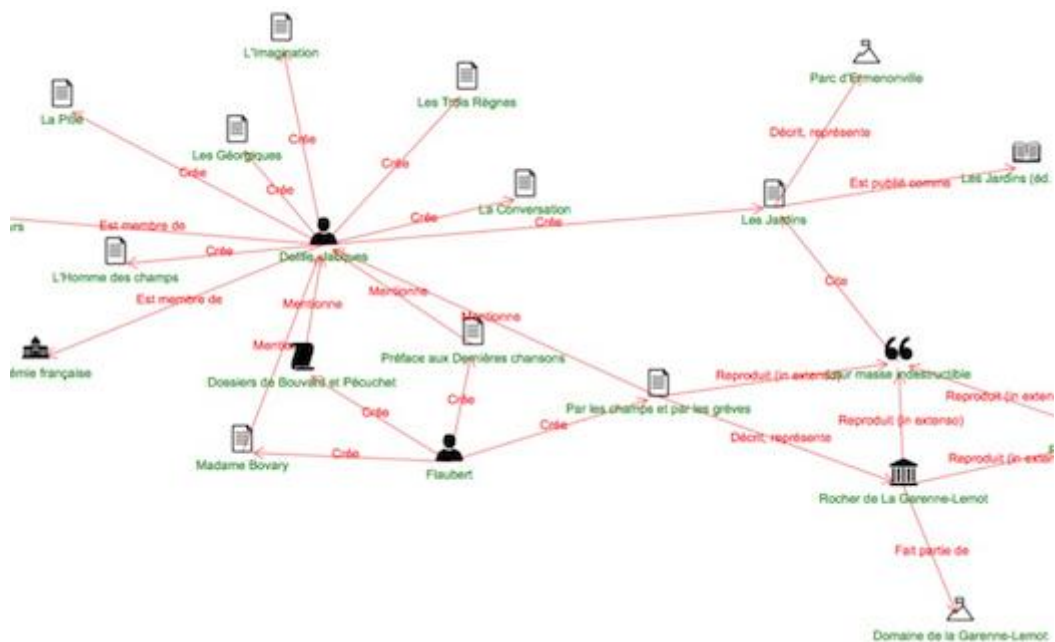 L'Imagination
Parc d'Ermenonville
Les Trois Règnes
La Pitié
Décrit, représente
Crée
Les Géorgiques
Crée
Crée
Crée
Est publié comme
Les Jardins (éd.
La Conversation
Crée
Les Jardins
Est membre de
Crée
Crée
Crée
Delille, Jacques
L'Homme des champs
Cite
Mentionne
Est membre de
Mentionne
Préface aux Dernières chansons
émie française
Dossiers de Bouvard et Pécuchet
Reproduit (in extenso)
Leur masse indestructible
Crée
Par les champs et par les grèves
Reproduit (in exten
Crée
Crée
Reproduit (in extenso)
Décrit, représente
Madame Bovary
Crée
Flaubert
Reproduit (in exten
Rocher de La Garenne-Lemot
Fait partie de
Domaine de la Garenne-Lemot